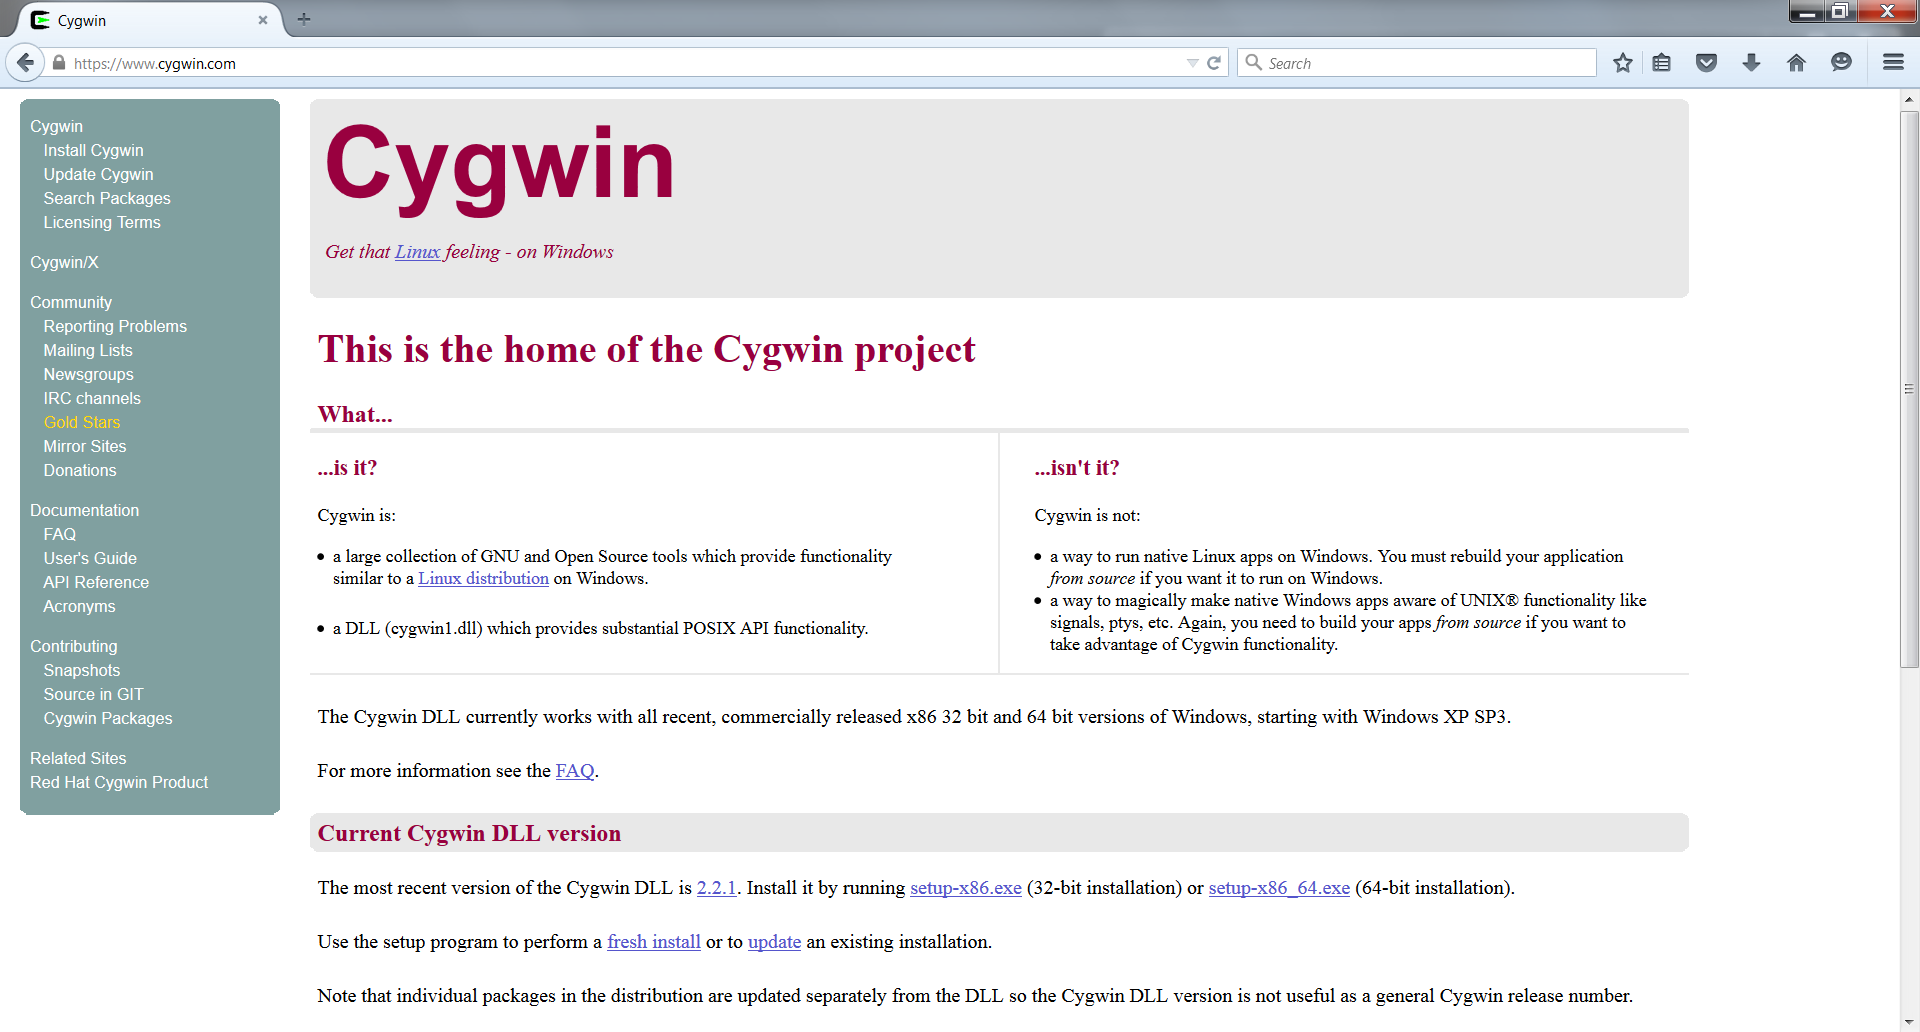 Cygwin
https://www.cygwin.com
Search
Cygwin
Install Cygwin
Update Cygwin
Search Packages
Licensing Terms
Cygwin/X
Community
Reporting Problems
Mailing Lists
Newsgroups
IRC channels
Gold Stars
Mirror Sites
Donations
Documentation
FAQ
User's Guide
API Reference
Acronyms
Contributing
Snapshots
Source in GIT
Cygwin Packages
Related Sites
Red Hat Cygwin Product
Cygwin
Get that Linux feeling - on Windows
This is the home of the Cygwin project
What...
...is it?
Cygwin is:
a large collection of GNU and Open Source tools which provide functionality
similar to a Linux distribution on Windows.
a DLL (cygwin1.dll) which provides substantial POSIX API functionality.
...isn't it?
Cygwin is not:
a way to run native Linux apps on Windows. You must rebuild your application
from source if you want it to run on Windows.
a way to magically make native Windows apps aware of UNIX® functionality like
signals, ptys, etc. Again, you need to build your apps from source if you want to
take advantage of Cygwin functionality.
The Cygwin DLL currently works with all recent, commercially released x86 32 bit and 64 bit versions of Windows, starting with Windows XP SP3.
For more information see the FAQ.
Current Cygwin DLL version
The most recent version of the Cygwin DLL is 2.2.1. Install it by running setup-x86.exe (32-bit installation) or setup-x86_64.exe (64-bit installation).
Use the setup program to perform a fresh install or to update an existing installation.
Note that individual packages in the distribution are updated separately from the DLL so the Cygwin DLL version is not useful as a general Cygwin release number.